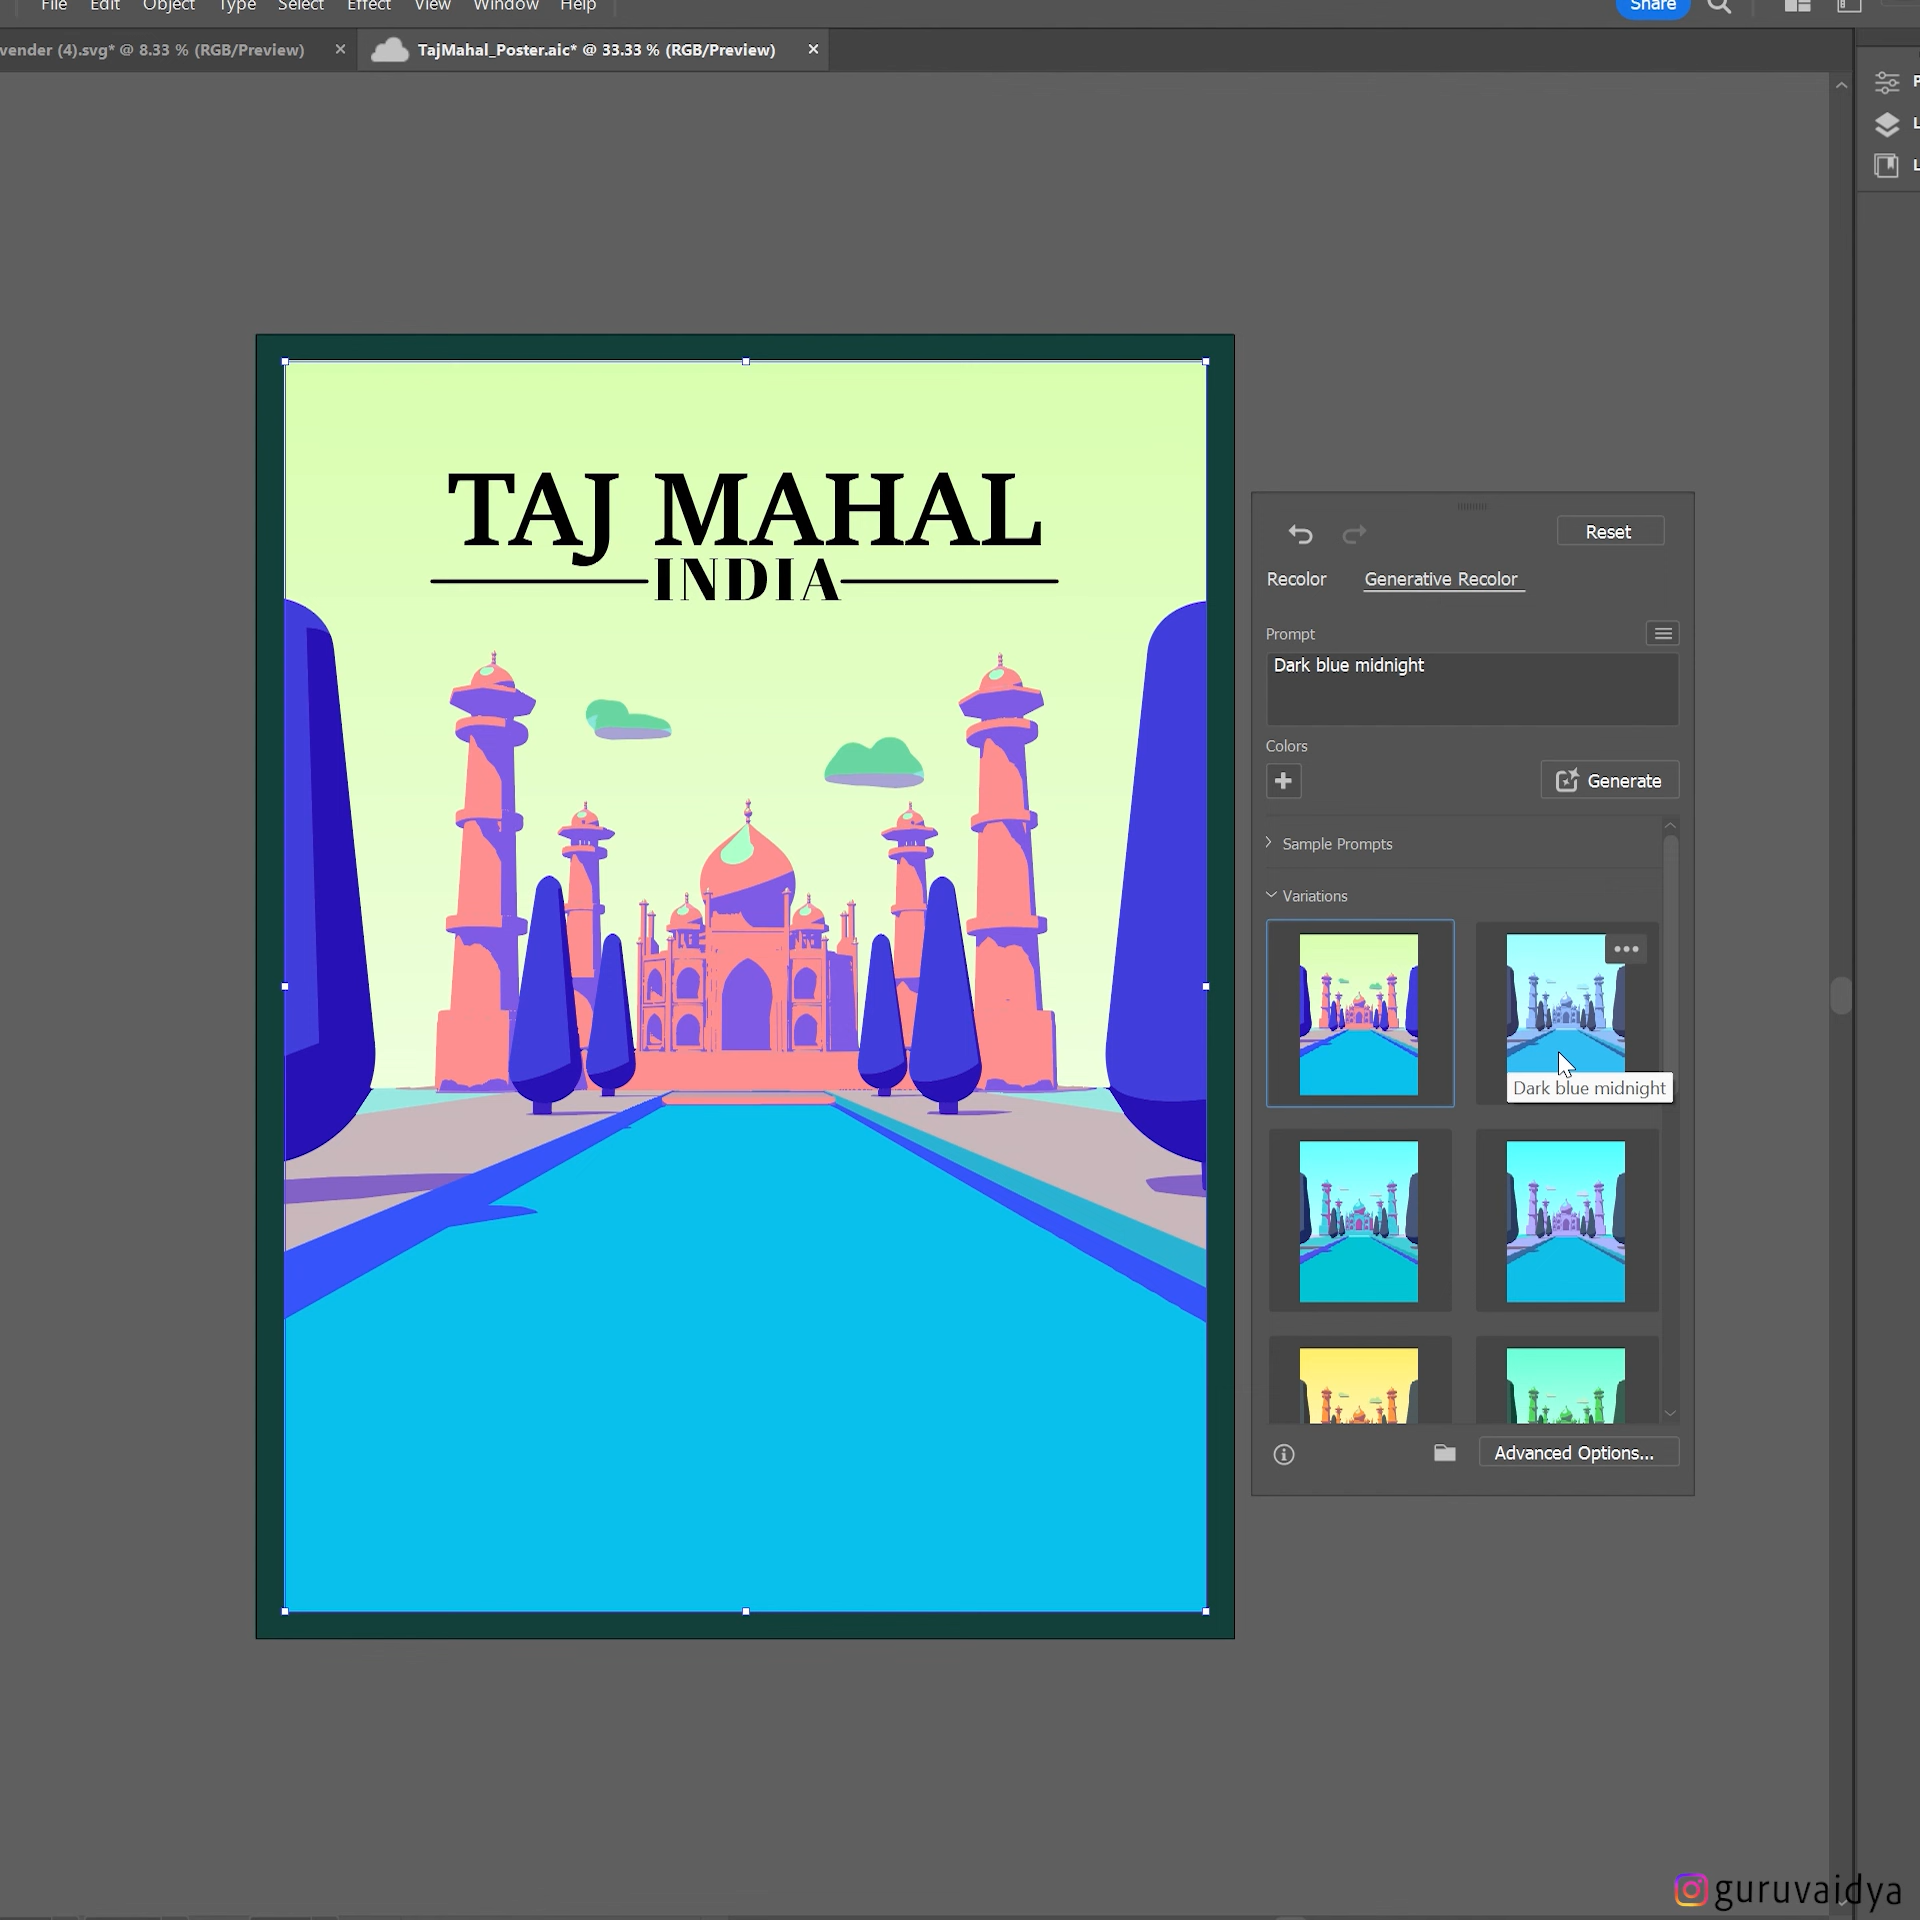 File Edit Object Type Select Effect View Window Help
Share
vender (4).svg* @ 8.33 % (RGB/Preview)
TajMahal_Poster.aic* @ 33.33 % (RGB/Preview)
TAJ MAHAL
INDIA
Reset
Recolor Generative Recolor
Prompt
Dark blue midnight
Colors
Generate
Sample Prompts
Variations
Dark blue midnight
Advanced Options...
guruvaidya